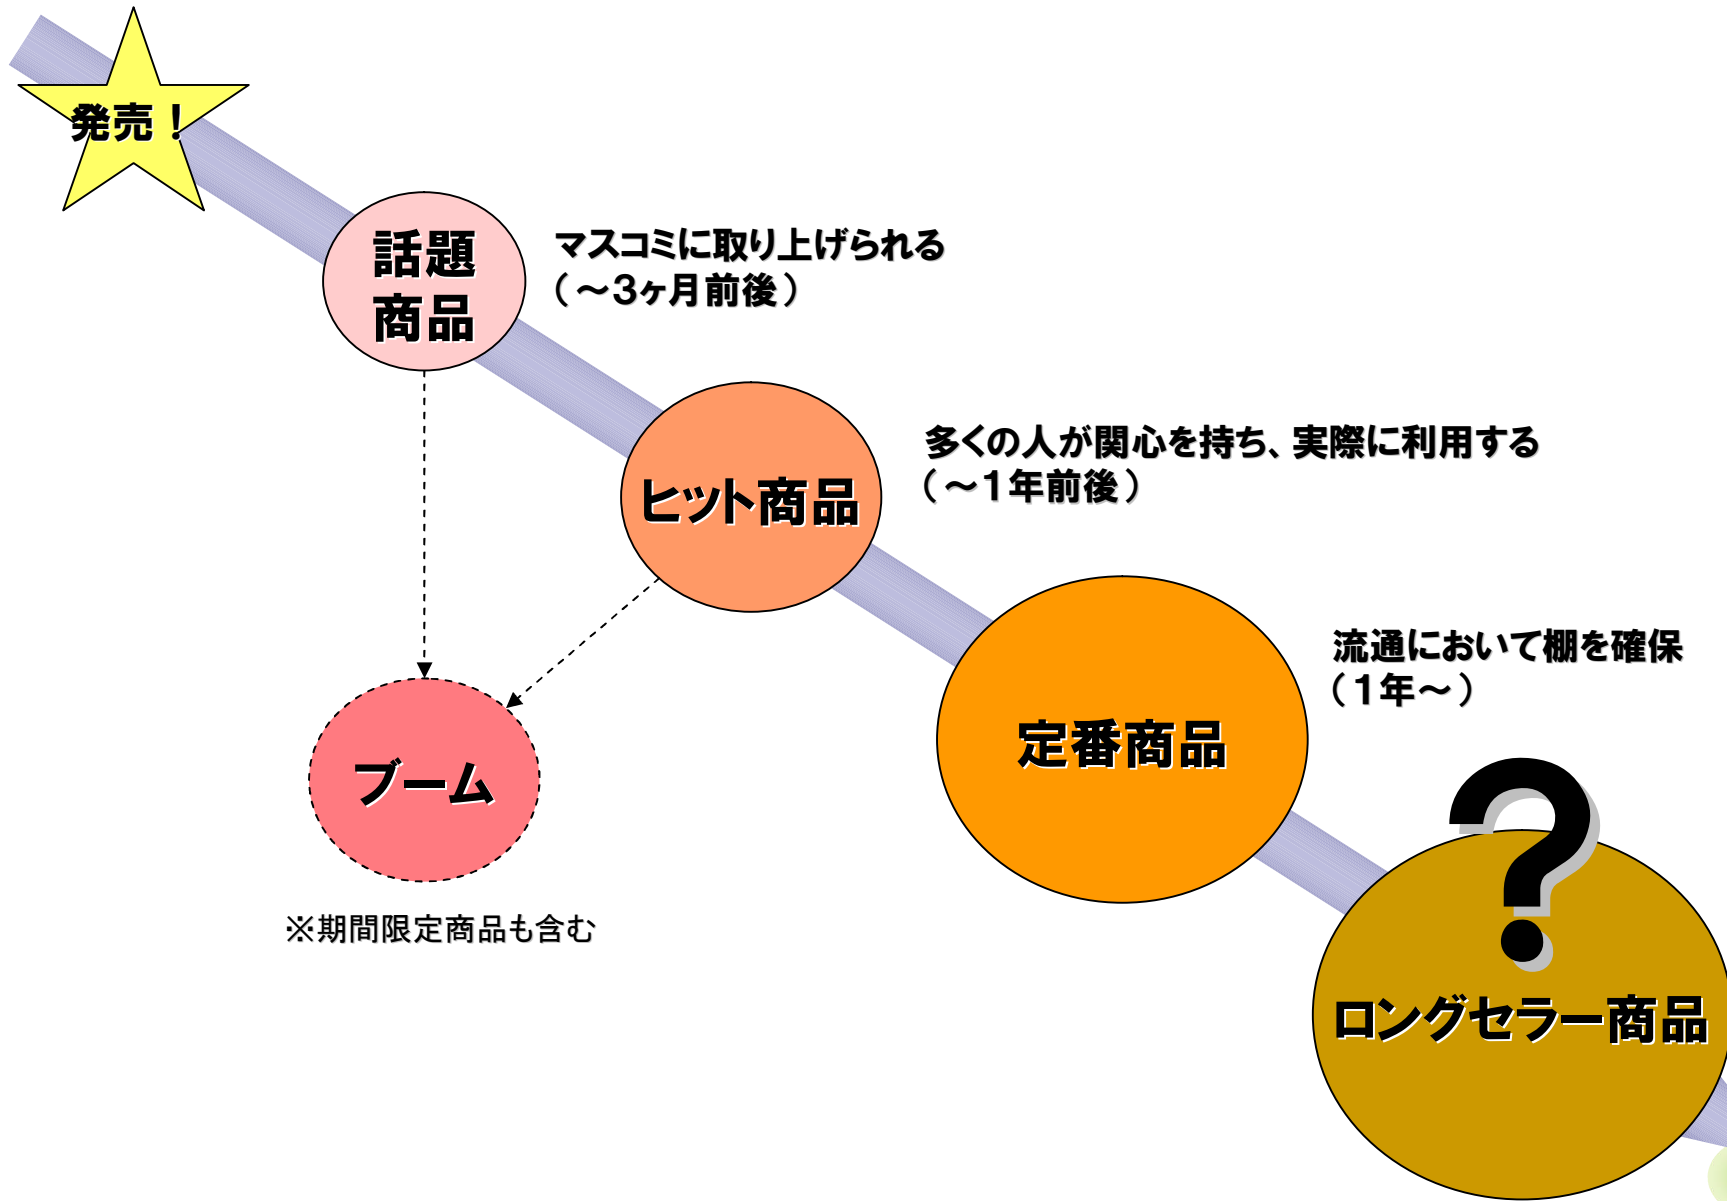 発売！
話題
商品
マスコミに取り上げられる
（～３ヶ月前後）
ヒット商品
多くの人が関心を持ち、実際に利用する
（～１年前後）
定番商品
流通において棚を確保
（１年～）
ブーム
※期間限定商品も含む
？
ロングセラー商品